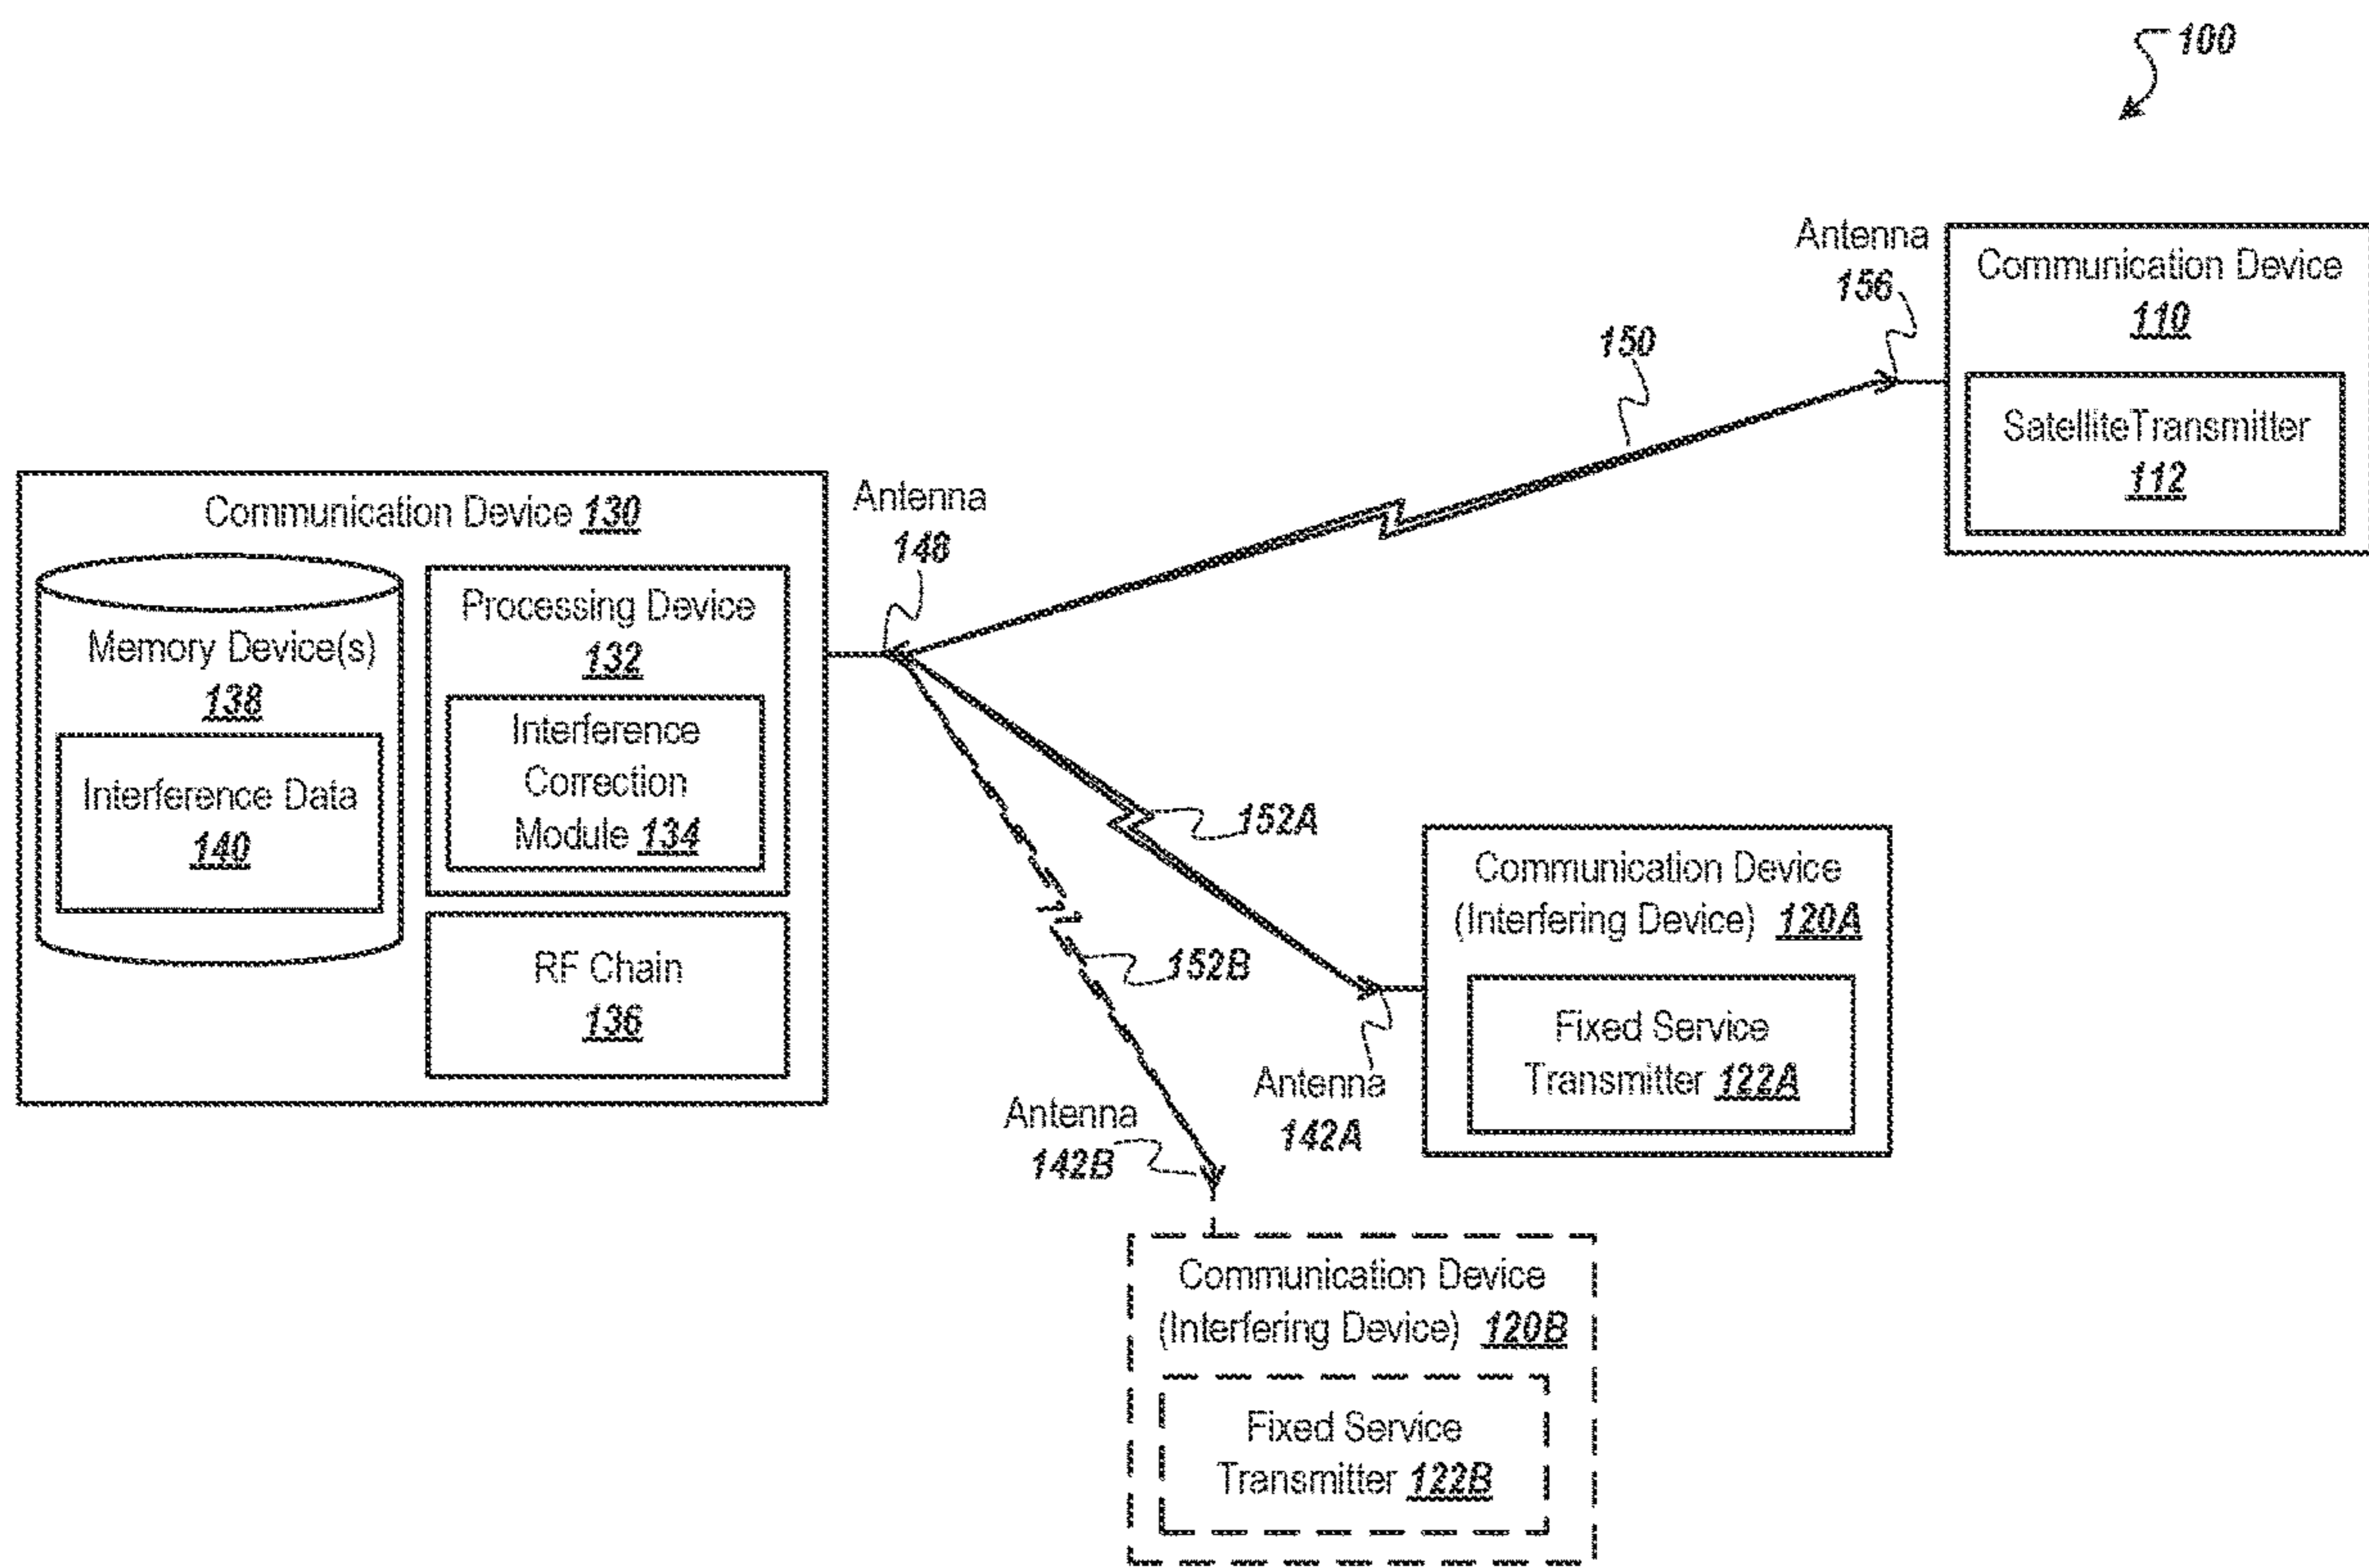 100
Antenna
156
Communication Device
110
SatelliteTransmitter
112
150
Communication Device 130
Antenna
148
Memory Device(s)
138
Interference Data
140
Processing Device
132
Interference
Correction
Module 134
RF Chain
136
152A
152B
Communication Device
(Interfering Device) 120A
Fixed Service
Transmitter 122A
Antenna
142A
Antenna
142B
Communication Device
(Interfering Device) 120B
Fixed Service
Transmitter 122B